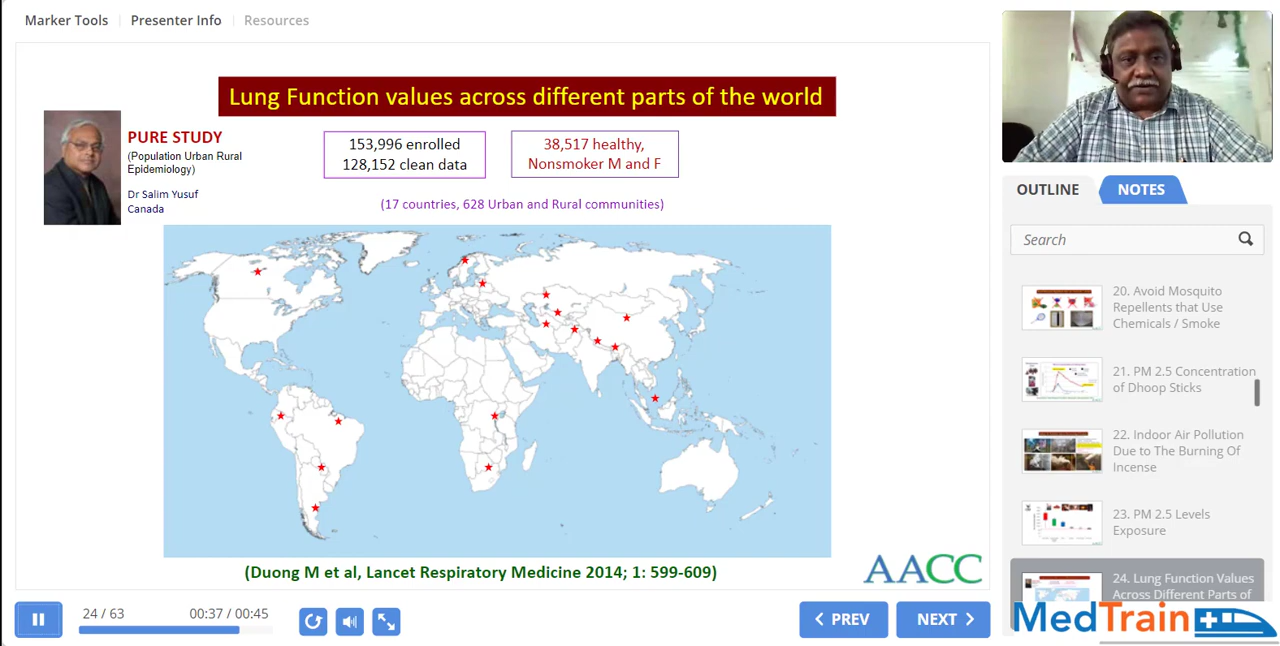 Marker Tools
Presenter Info
Resources
Lung Function values across different parts of the world
PURE STUDY
(Population Urban Rural
Epidemiology)
Dr Salim Yusuf
Canada
153,996 enrolled
128,152 clean data
38,517 healthy,
Nonsmoker M and F
(17 countries, 628 Urban and Rural communities)
(Duong M et al, Lancet Respiratory Medicine 2014; 1: 599-609)
AACC
24 / 63
00:37 / 00:45
PREV
NEXT
OUTLINE
NOTES
Search
20. Avoid Mosquito
Repellents that Use
Chemicals / Smoke
21. PM 2.5 Concentration
of Dhoop Sticks
22. Indoor Air Pollution
Due to The Burning Of
Incense
23. PM 2.5 Levels
Exposure
24. Lung Function Values
Across Different Parts of
MedTrain